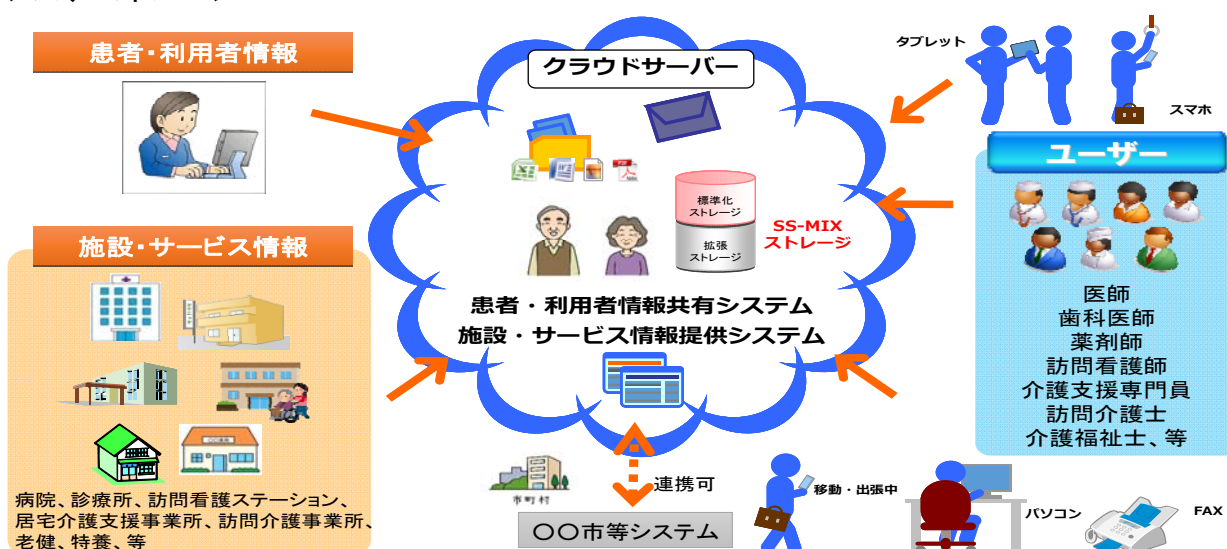 患者・利用者情報
クラウドサーバー
タブレット
スマホ
ユーザー
標準化
ストレージ
拡張
ストレージ
SS-MIX
ストレージ
施設・サービス情報
患者・利用者情報共有システム
施設・サービス情報提供システム
医師
歯科医師
薬剤師
訪問看護師
介護支援専門員
訪問介護士
介護福祉士、等
病院、診療所、訪問看護ステーション、
居宅介護支援事業所、訪問介護事業所、
老健、特養、等
市町村
連携可
〇〇市等システム
移動・出張中
パソコン
FAX